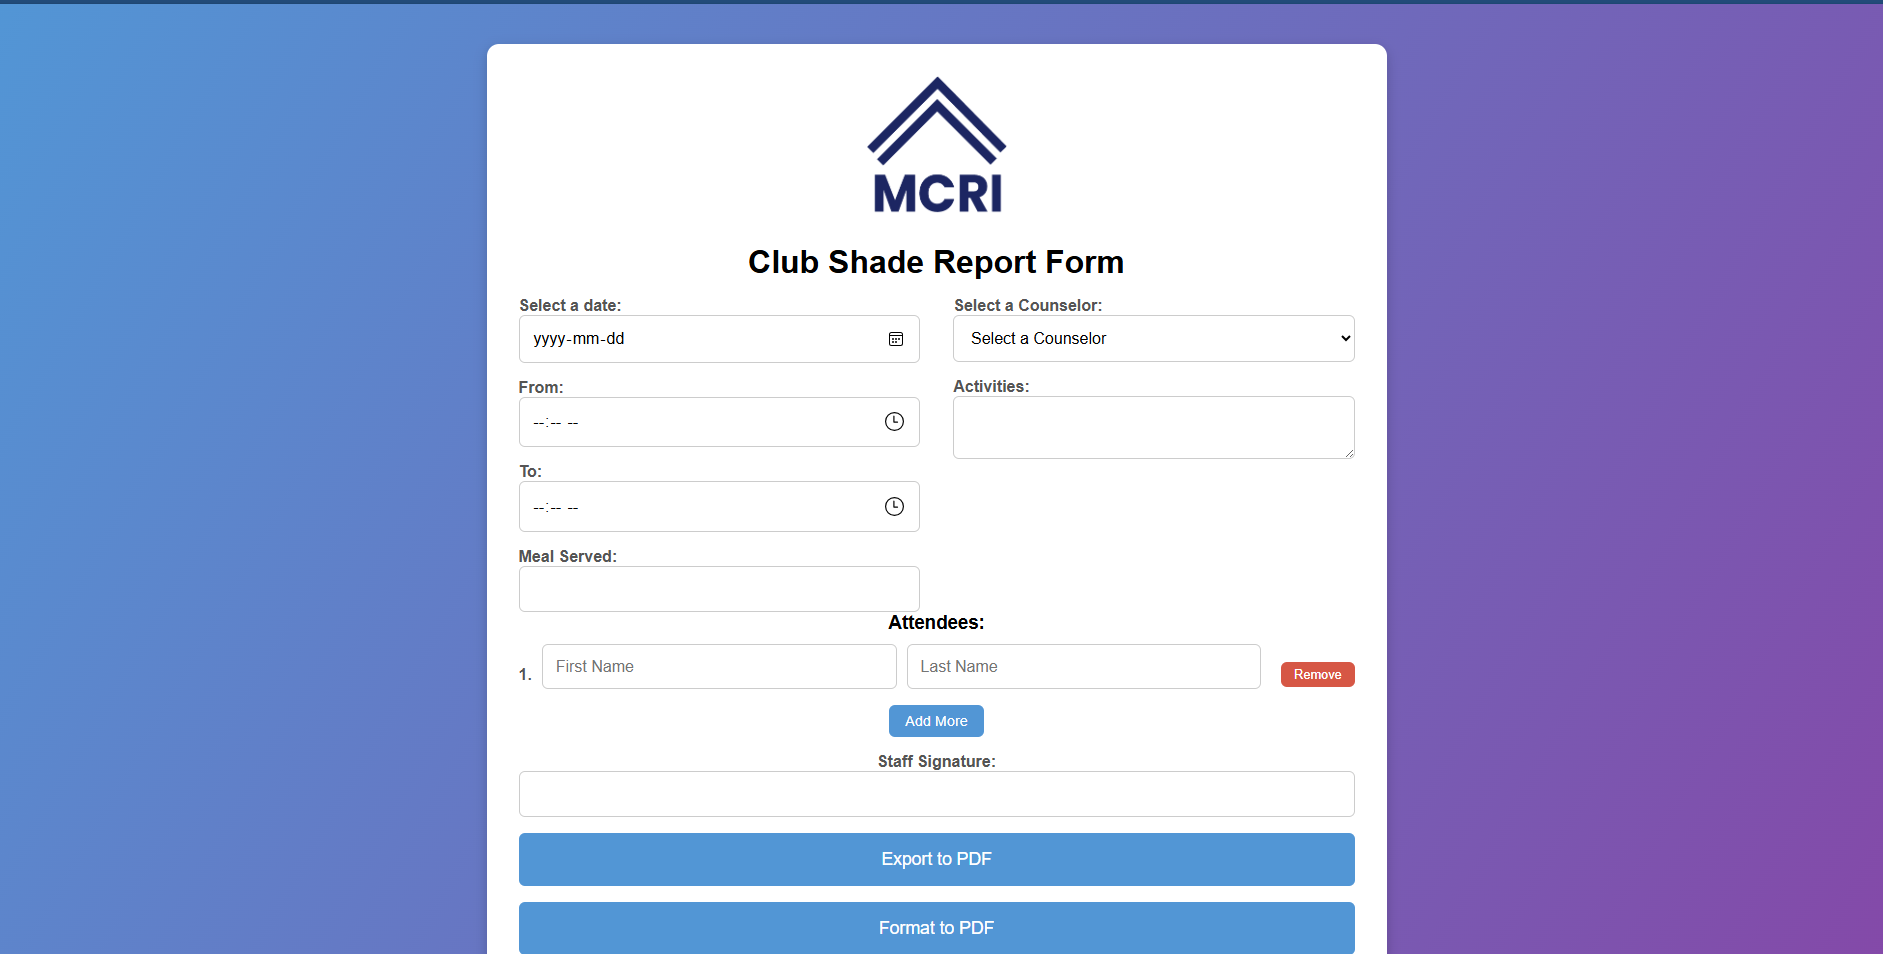 MCRI
Club Shade Report Form
Select a date:
yyyy-mm-dd
Select a Counselor:
Select a Counselor
From:
--:-- --
Activities:
To:
--:-- --
Meal Served:
Attendees:
1.
First Name
Last Name
Remove
Add More
Staff Signature:
Export to PDF
Format to PDF